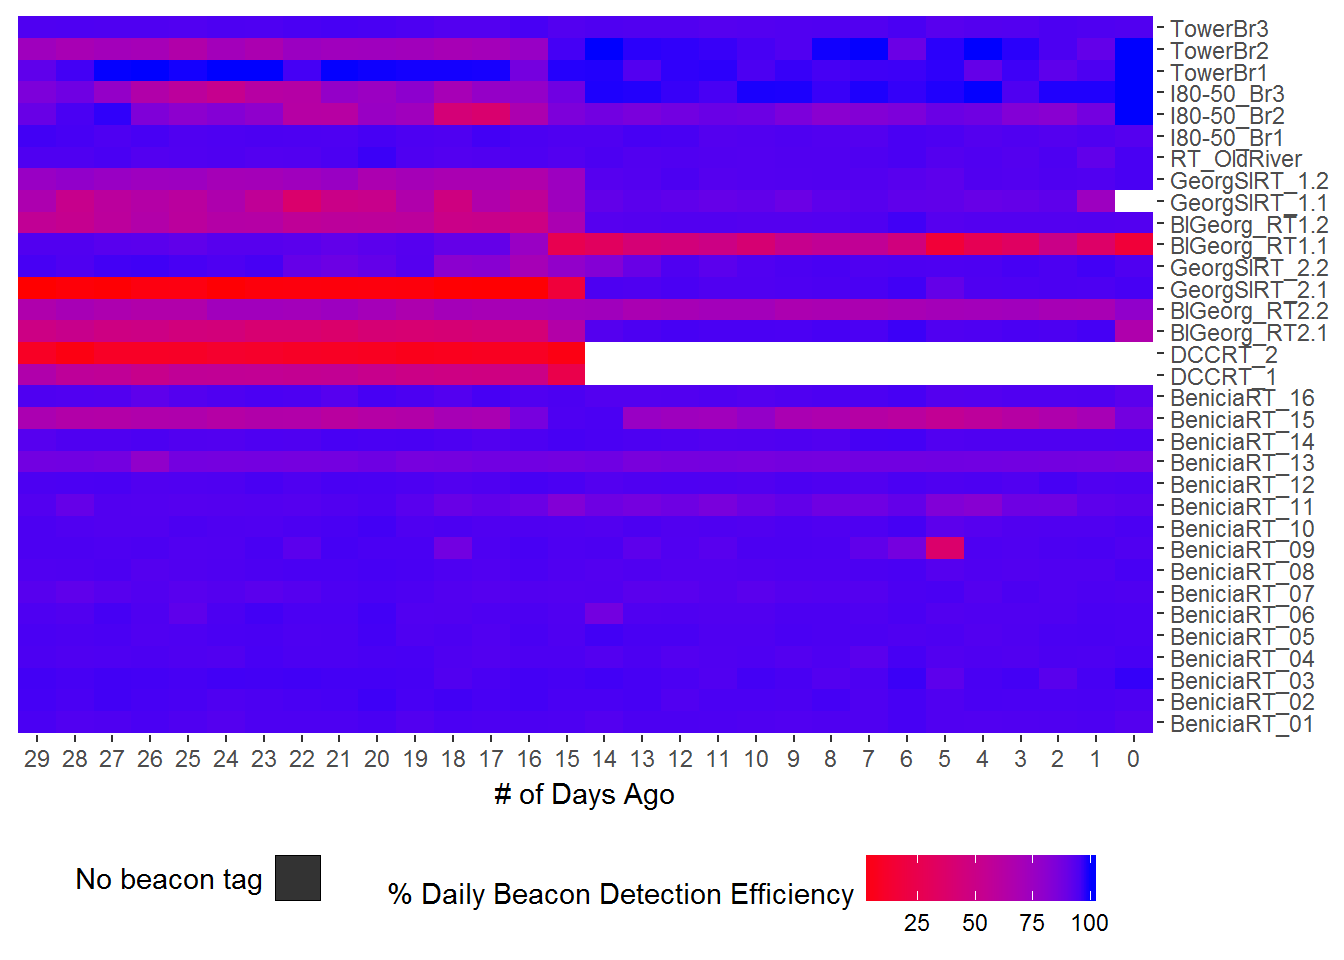 TowerBr3
TowerBr2
TowerBr1
I80-50_Br3
I80-50_Br2
I80-50_Br1
RT_OldRiver
GeorgSlRT_1.2
GeorgSlRT_1.1
BlGeorg_RT1.2
BlGeorg_RT1.1
GeorgSlRT_2.2
GeorgSlRT_2.1
BlGeorg_RT2.2
BlGeorg_RT2.1
DCCRT_2
DCCRT_1
BeniciaRT_16
BeniciaRT_15
BeniciaRT_14
BeniciaRT_13
BeniciaRT_12
BeniciaRT_11
BeniciaRT_10
BeniciaRT_09
BeniciaRT_08
BeniciaRT_07
BeniciaRT_06
BeniciaRT_05
BeniciaRT_04
BeniciaRT_03
BeniciaRT_02
BeniciaRT_01
29 28 27 26 25 24 23 22 21 20 19 18 17 16 15 14 13 12 11 10 9 8 7 6 5 4 3 2 1 0
# of Days Ago
No beacon tag
% Daily Beacon Detection Efficiency
25 50 75 100